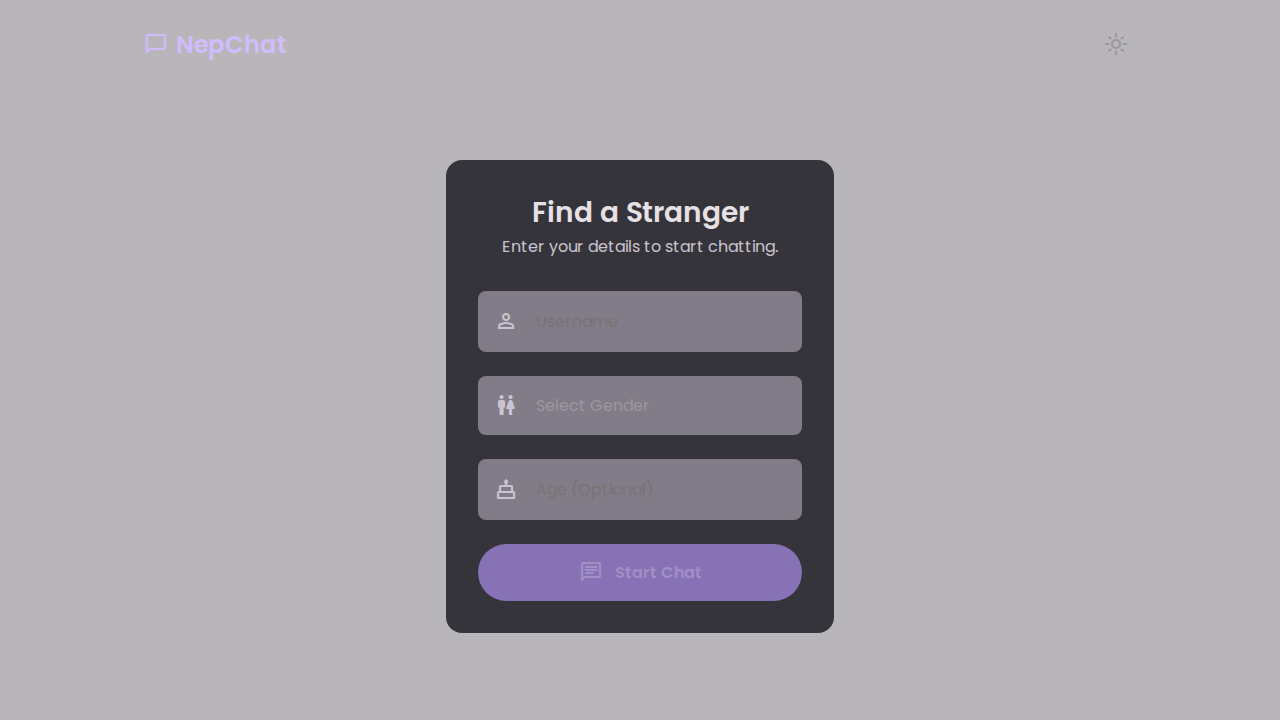 NepChat
Find a Stranger
Enter your details to start chatting.
Username
Select Gender
Age (Optional)
Start Chat